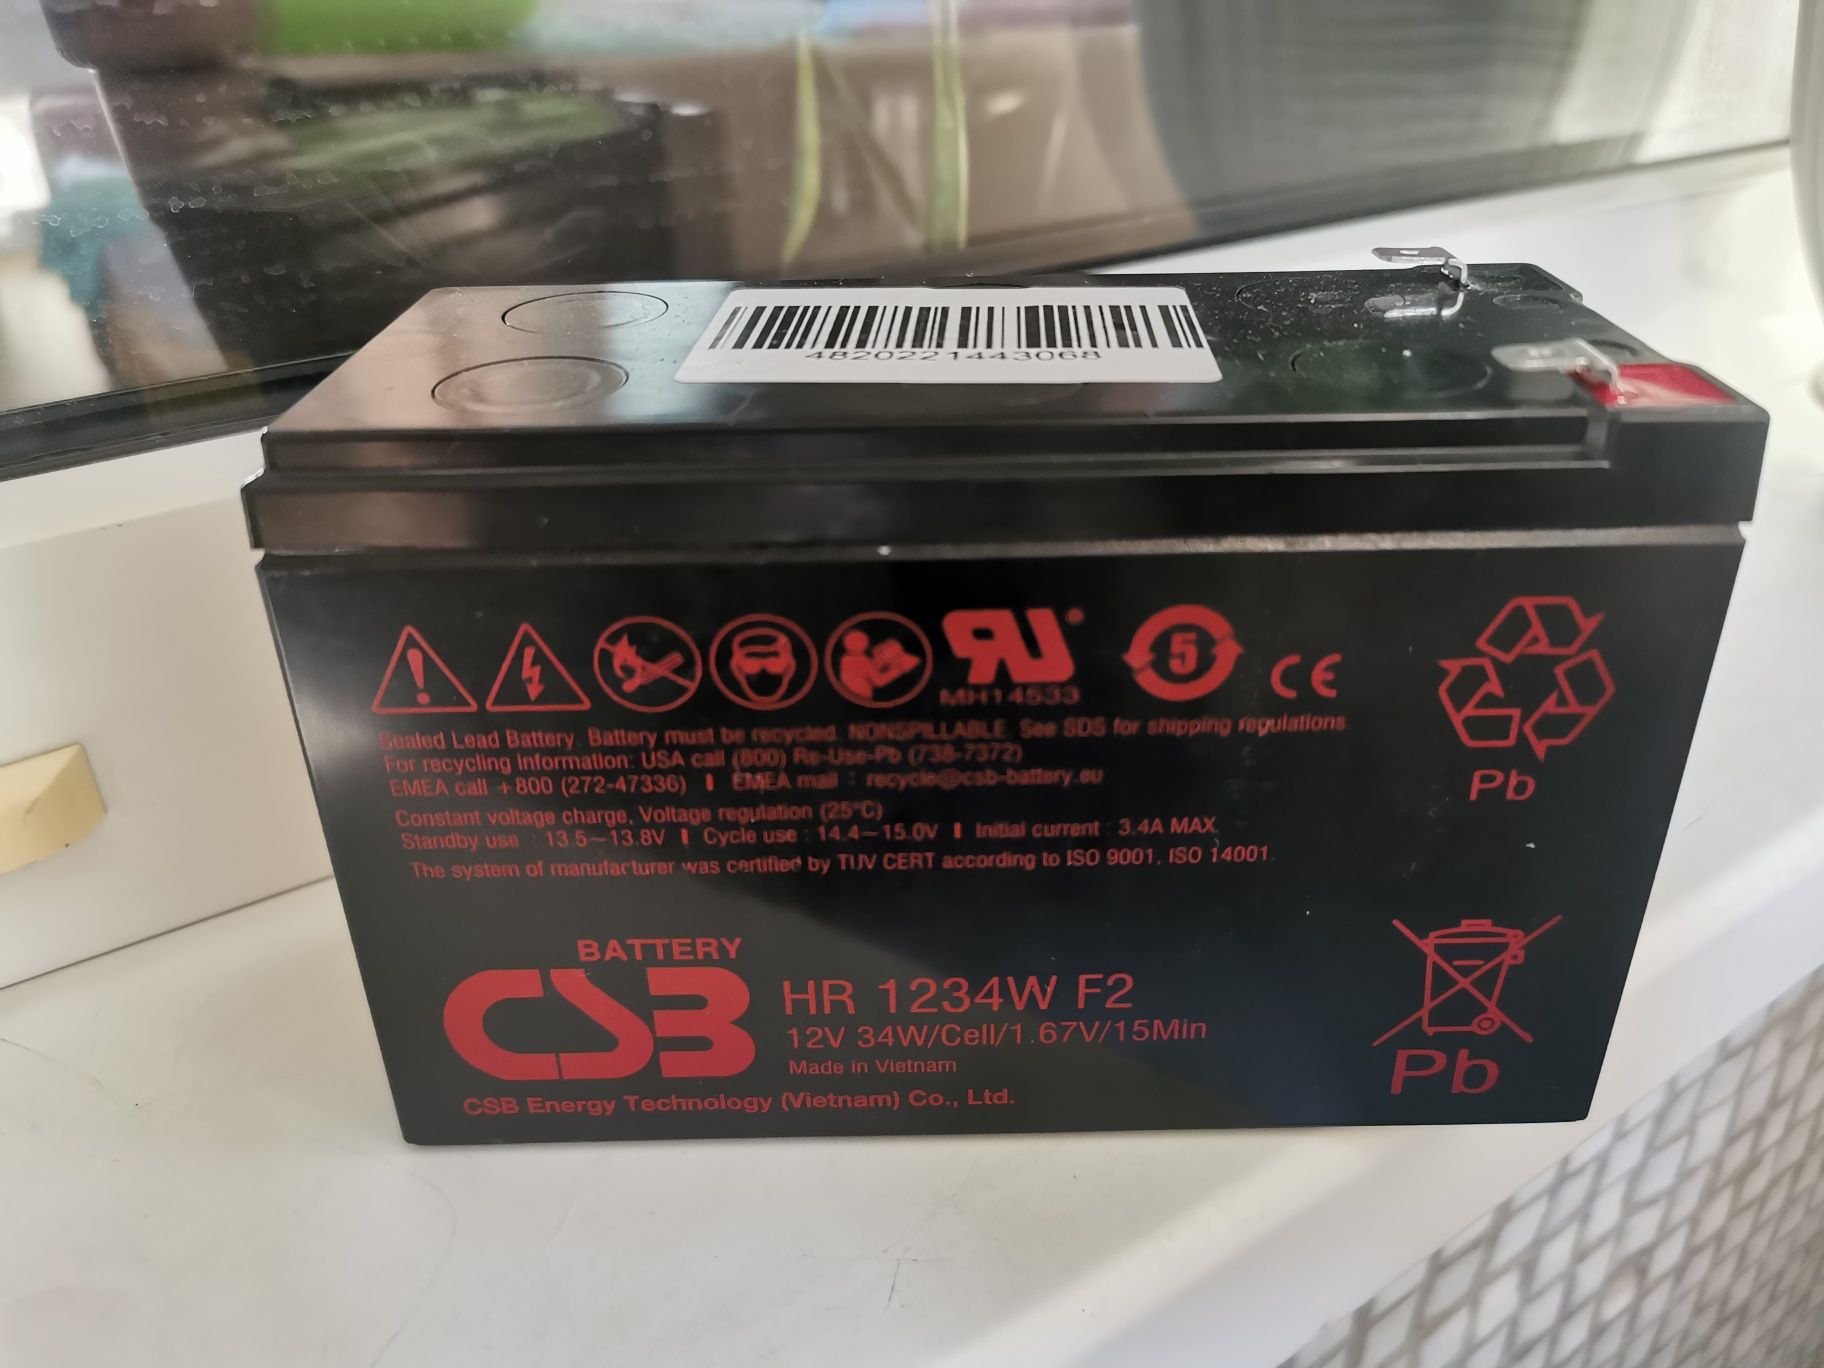 4820221443068
5
MH14533
CE
Sealed Lead Battery. Battery must be recycled. NONSPILLABLE. See SDS for shipping regulations.
For recycling Information: USA call (800) Re-Use-Pb (738-7372)
EMEA call +800 (272-47336) | EMEA mail : recycle@csb-battery.eu
Pb
Constant voltage charge, Voltage regulation (25°C)
Standby use : 13.5~13.8V | Cycle use : 14.4~15.0V | Initial current : 3.4A MAX.
The system of manufacturer was certified by TUV CERT according to ISO 9001, ISO 14001.
BATTERY
CSB
HR 1234W F2
12V 34W/Cell/1.67V/15Min
Made in Vietnam
Pb
CSB Energy Technology (Vietnam) Co., Ltd.